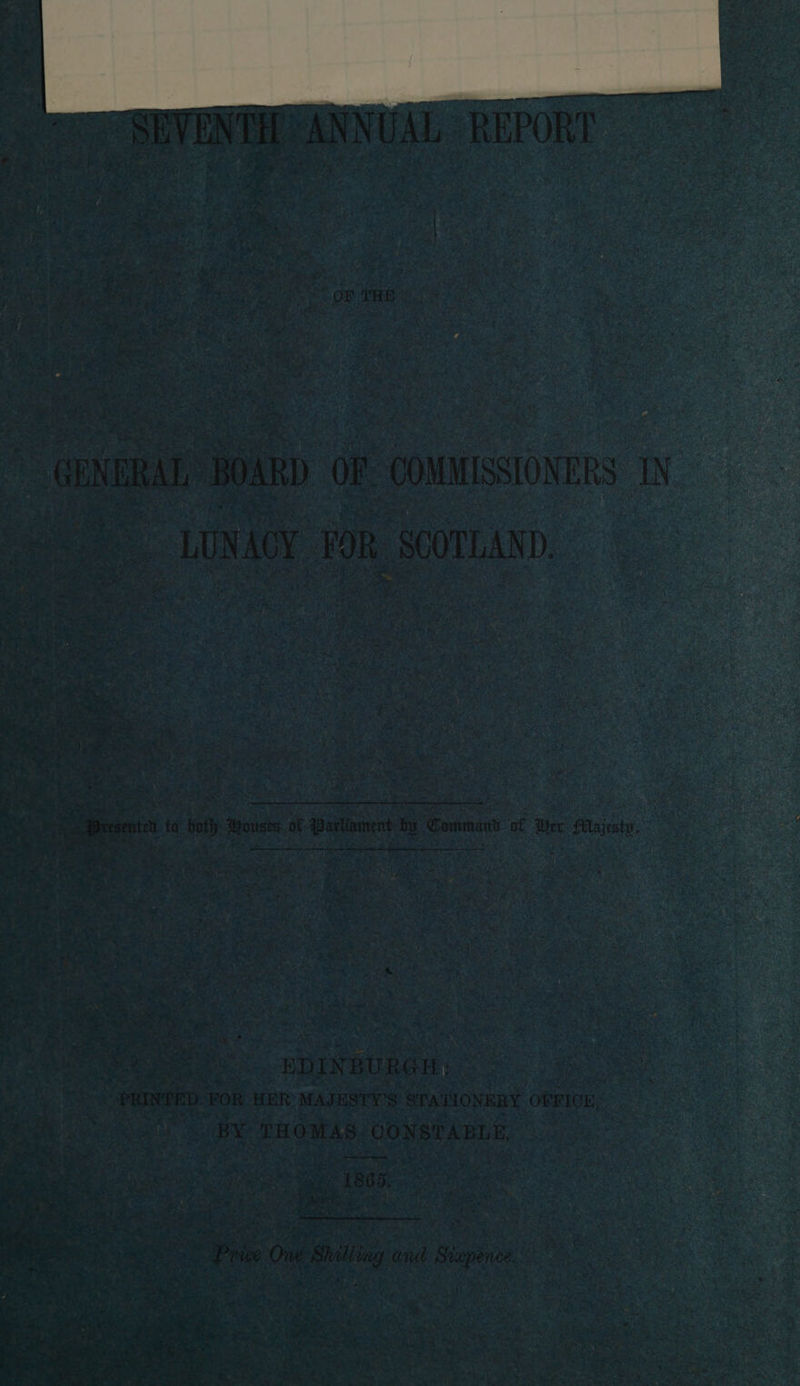 SEVENTH ANNUAL REPORT
OF THE
GENERAL BOARD OF COMMISSIONERS IN
LUNACY FOR SCOTLAND.
Presented to both Houses of Parliament by Command of Her Majesty.
EDINBURGH:
PRINTED FOR HER MAJESTY'S STATIONERY OFFICE,
BY THOMAS CONSTABLE.
1865.
Price One Shilling and Sixpence.